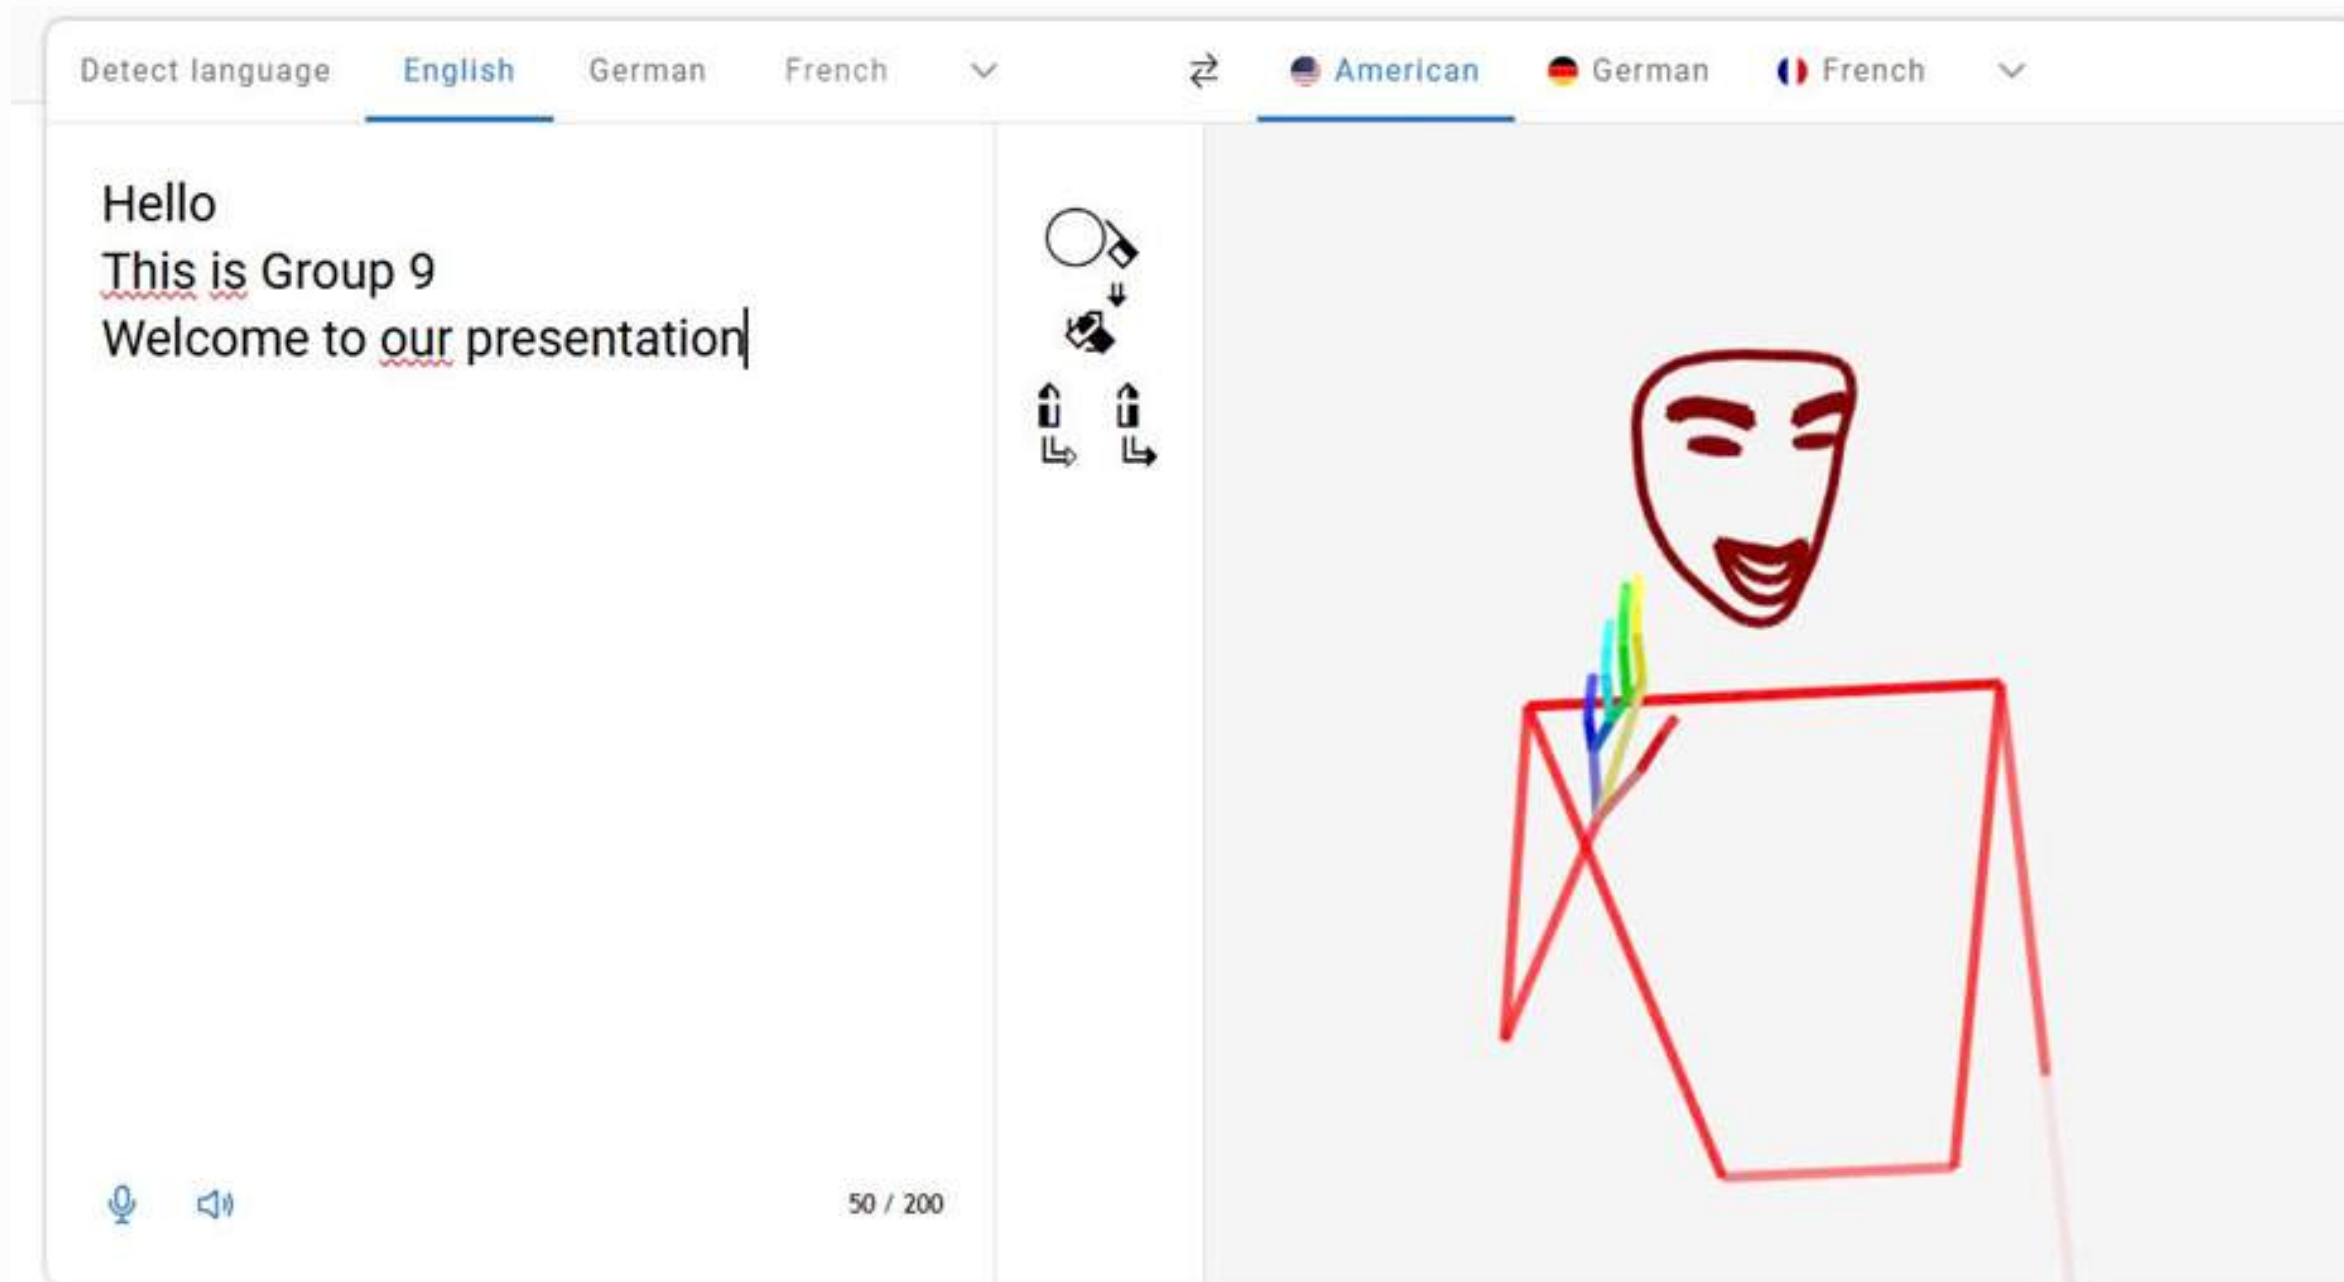 Detect language English German French
American German French
Hello
This is Group 9
Welcome to our presentation
50 / 200